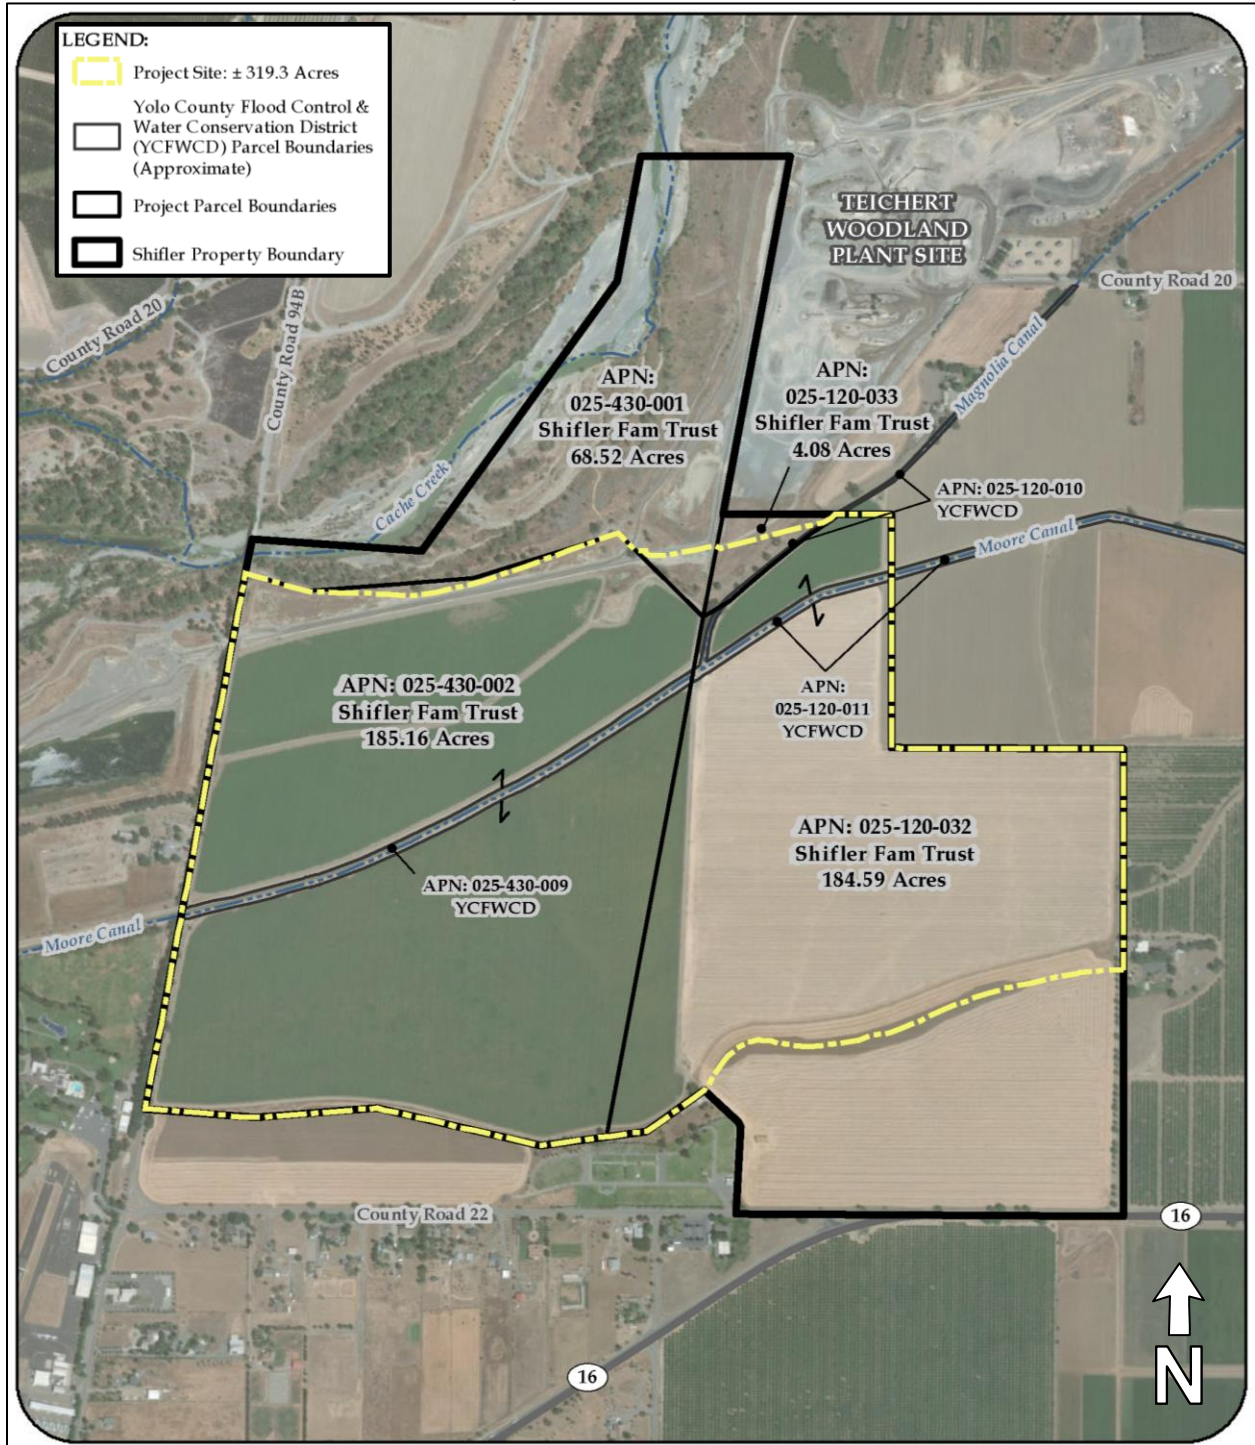 LEGEND:
Project Site: ± 319.3 Acres
Yolo County Flood Control &
Water Conservation District
(YCFWCD) Parcel Boundaries
(Approximate)
Project Parcel Boundaries
Shifler Property Boundary
TEICHERT
WOODLAND
PLANT SITE
County Road 20
County Road 20
County Road 94B
Magnolia Canal
APN:
025-430-001
Shifler Fam Trust
68.52 Acres
APN:
025-120-033
Shifler Fam Trust
4.08 Acres
Cache Creek
APN: 025-120-010
YCFWCD
Moore Canal
APN: 025-430-002
Shifler Fam Trust
185.16 Acres
APN:
025-120-011
YCFWCD
APN: 025-120-032
Shifler Fam Trust
184.59 Acres
APN: 025-430-009
YCFWCD
Moore Canal
County Road 22
16
16
N